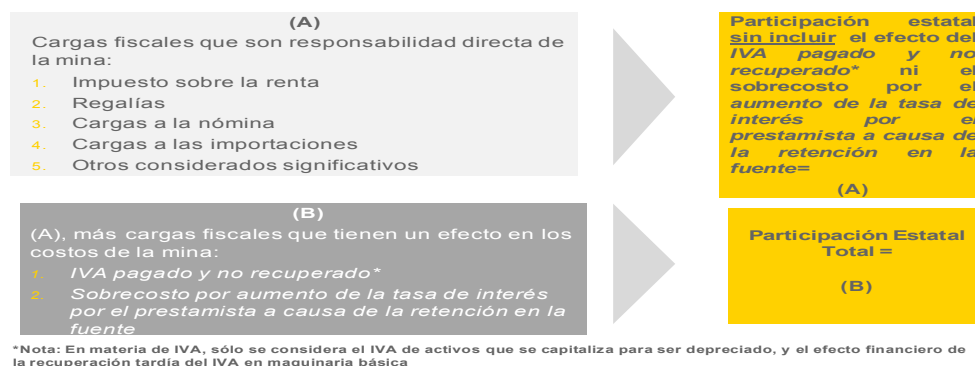 (A)
Cargas fiscales que son responsabilidad directa de
la mina:
1. Impuesto sobre la renta
2. Regalías
3. Cargas a la nómina
4. Cargas a las importaciones
5. Otros considerados significativos
Participación estatal
sin incluir el efecto del
IVA pagado y no
recuperado* ni el
sobrecosto por el
aumento de la tasa de
interés por el
prestamista a causa de
la retención en la
fuente=
(A)
(B)
(A), más cargas fiscales que tienen un efecto en los
costos de la mina:
1. IVA pagado y no recuperado*
2. Sobrecosto por aumento de la tasa de interés
por el prestamista a causa de la retención en la
fuente
Participación Estatal
Total =
(B)
*Nota: En materia de IVA, sólo se considera el IVA de activos que se capitaliza para ser depreciado, y el efecto financiero de
la recuperación tardía del IVA en maquinaria básica